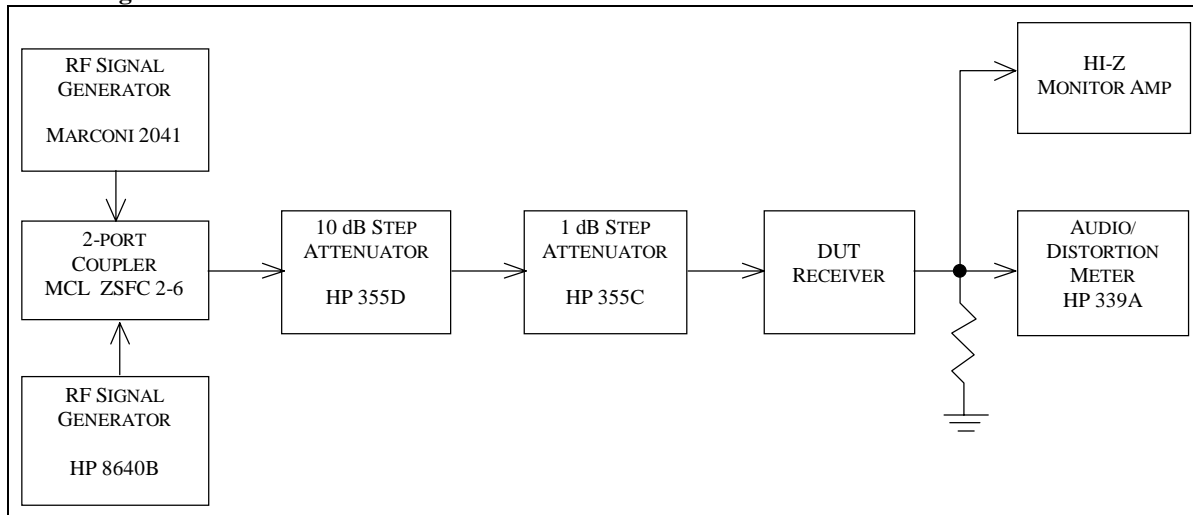 RF SIGNAL
GENERATOR
MARCONI 2041
2-PORT
COUPLER
MCL ZSFC 2-6
RF SIGNAL
GENERATOR
HP 8640B
10 dB STEP
ATTENUATOR
HP 355D
1 dB STEP
ATTENUATOR
HP 355C
DUT
RECEIVER
HI-Z
MONITOR AMP
AUDIO/
DISTORTION
METER
HP 339A